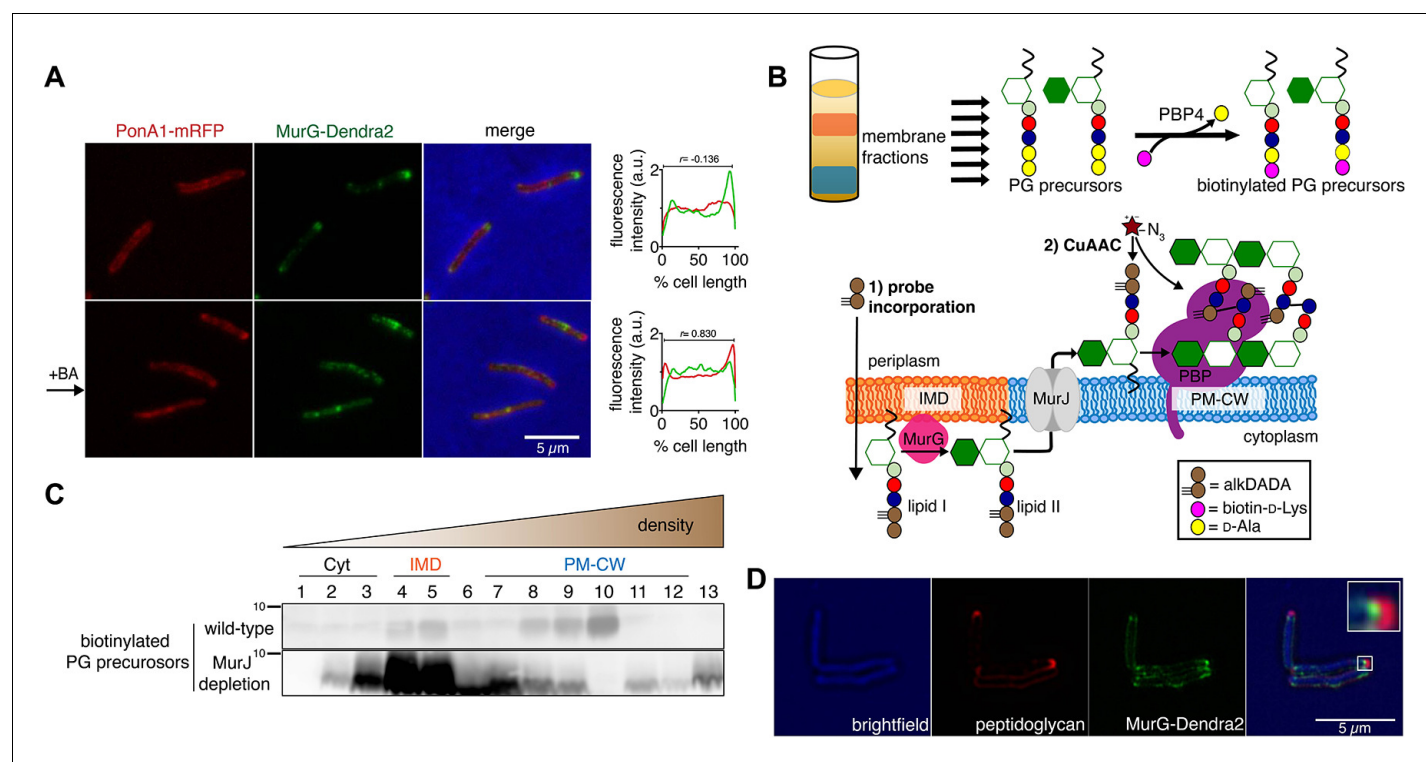 A
PonA1-mRFP
MurG-Dendra2
merge
+BA
5 µm
fluorescence
intensity (a.u.)
2
1
0
r= -0.136
0 50 100
% cell length
fluorescence
intensity (a.u.)
2
1
0
r= 0.830
0 50 100
% cell length
B
membrane
fractions
PG precursors
PBP4
biotinylated PG precursors
2) CuAAC
+ −
N3
1) probe
incorporation
periplasm
IMD
MurJ
PBP
PM-CW
cytoplasm
MurG
lipid I
lipid II
= alkDADA
= biotin-D-Lys
= D-Ala
C
density
Cyt IMD PM-CW
1 2 3 4 5 6 7 8 9 10 11 12 13
biotinylated
PG precurosors
10
wild-type
10
MurJ
depletion
D
brightfield
peptidoglycan
MurG-Dendra2
5 µm